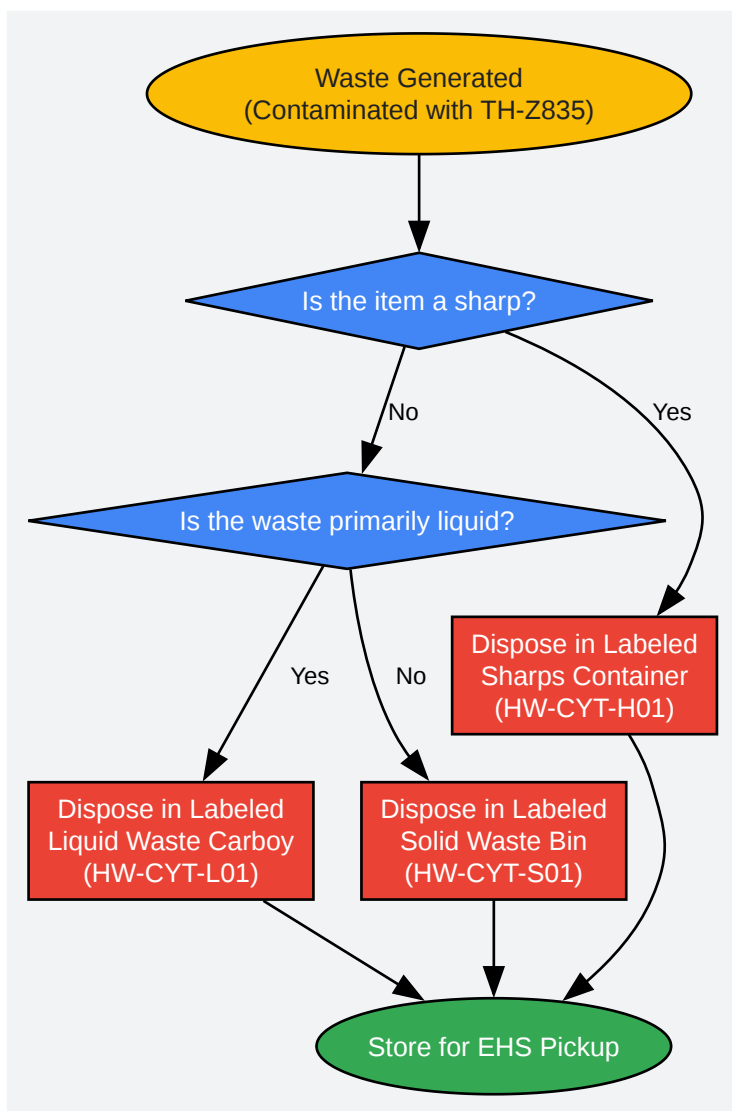 Waste Generated
(Contaminated with TH-Z835)
Is the item a sharp?
No
Yes
Is the waste primarily liquid?
Yes
No
Dispose in Labeled
Sharps Container
(HW-CYT-H01)
Dispose in Labeled
Liquid Waste Carboy
(HW-CYT-L01)
Dispose in Labeled
Solid Waste Bin
(HW-CYT-S01)
Store for EHS Pickup